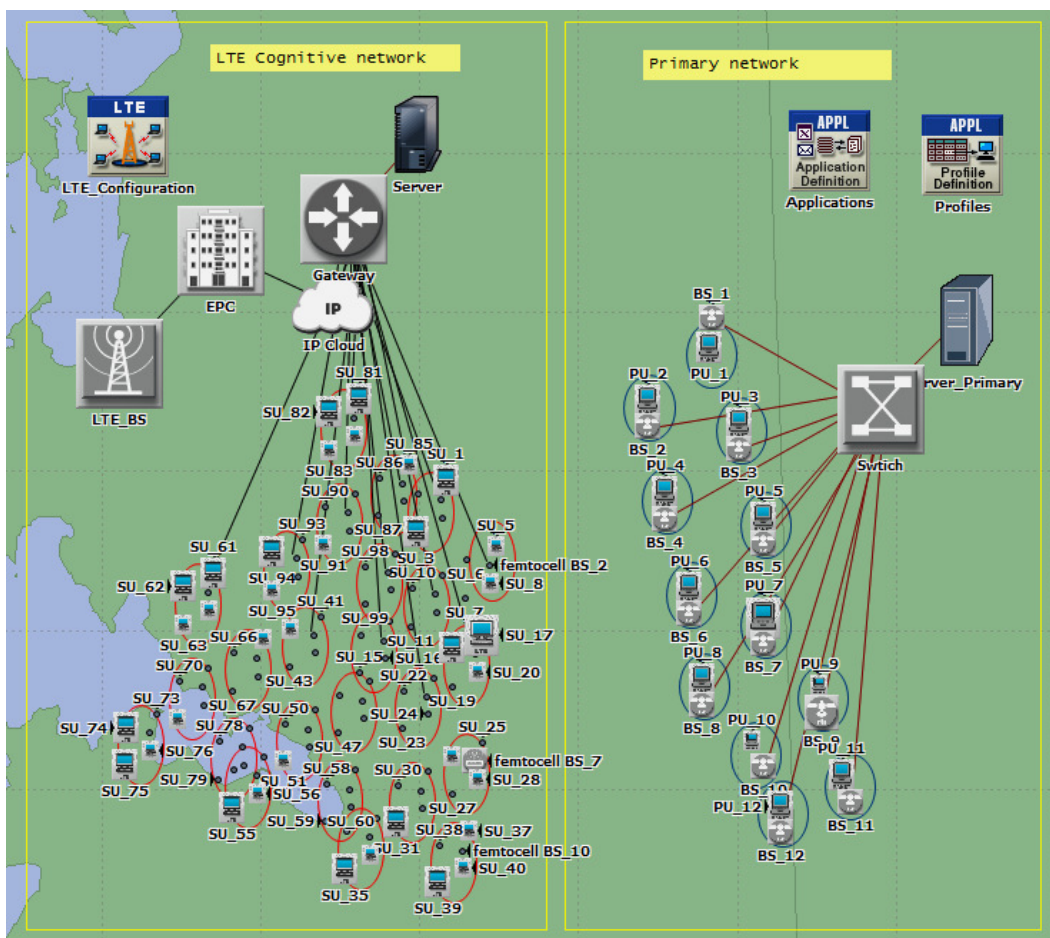 LTE Cognitive network
Primary network
LTE
LTE_Configuration
Server
APPL
Application
Definition
Applications
APPL
Profile
Definition
Profiles
EPC
Gateway
IP
IP Cloud
LTE_BS
SU_81
SU_82
SU_83
SU_85
SU_86
SU_1
SU_90
SU_87
SU_3
SU_5
femtocell BS_2
SU_8
SU_93
SU_91
SU_98
SU_10
SU_6
SU_61
SU_62
SU_94
SU_95
SU_41
SU_99
SU_7
SU_17
SU_63
SU_66
SU_11
SU_15
SU_16
SU_20
SU_70
SU_43
SU_22
SU_19
SU_73
SU_67
SU_50
SU_24
SU_74
SU_78
SU_47
SU_23
SU_25
SU_76
SU_75
SU_79
SU_58
SU_30
femtocell BS_7
SU_28
SU_51
SU_56
SU_27
SU_55
SU_59
SU_60
SU_38
SU_37
SU_31
femtocell BS_10
SU_40
SU_35
SU_39
BS_1
PU_1
rver_Primary
PU_2
BS_2
PU_3
BS_3
Swtich
PU_4
BS_4
PU_5
BS_5
PU_6
BS_6
PU_7
BS_7
PU_8
BS_8
PU_9
BS_9
PU_10
BS_10
PU_11
BS_11
PU_12
BS_12